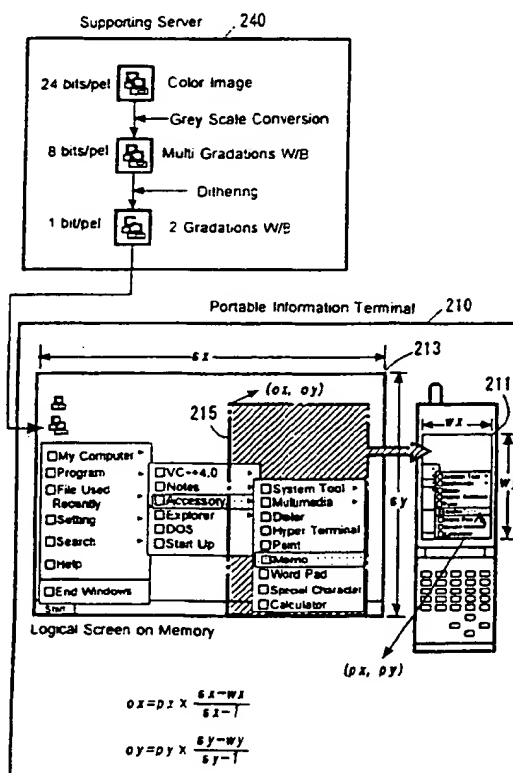 Supporting Server
240
24 bits/pel
Color Image
Grey Scale Conversion
8 bits/pel
Multi Gradations W/B
Dithering
1 bit/pel
2 Gradations W/B
Portable Information Terminal
210
sx
213
(ox, oy)
215
211
wx
sy
My Computer
Program
File Used
Recently
Setting
Search
Help
End Windows
Start
VC→4.0
Notes
Accessory
Explorer
DOS
Start Up
System Tool
Multimedia
Dialer
Hyper Terminal
Paint
Memo
Word Pad
Special Character
Calculator
Logical Screen on Memory
(px, py)
ox=px × sx-wx / sx-1
oy=py × sy-wy / sy-1